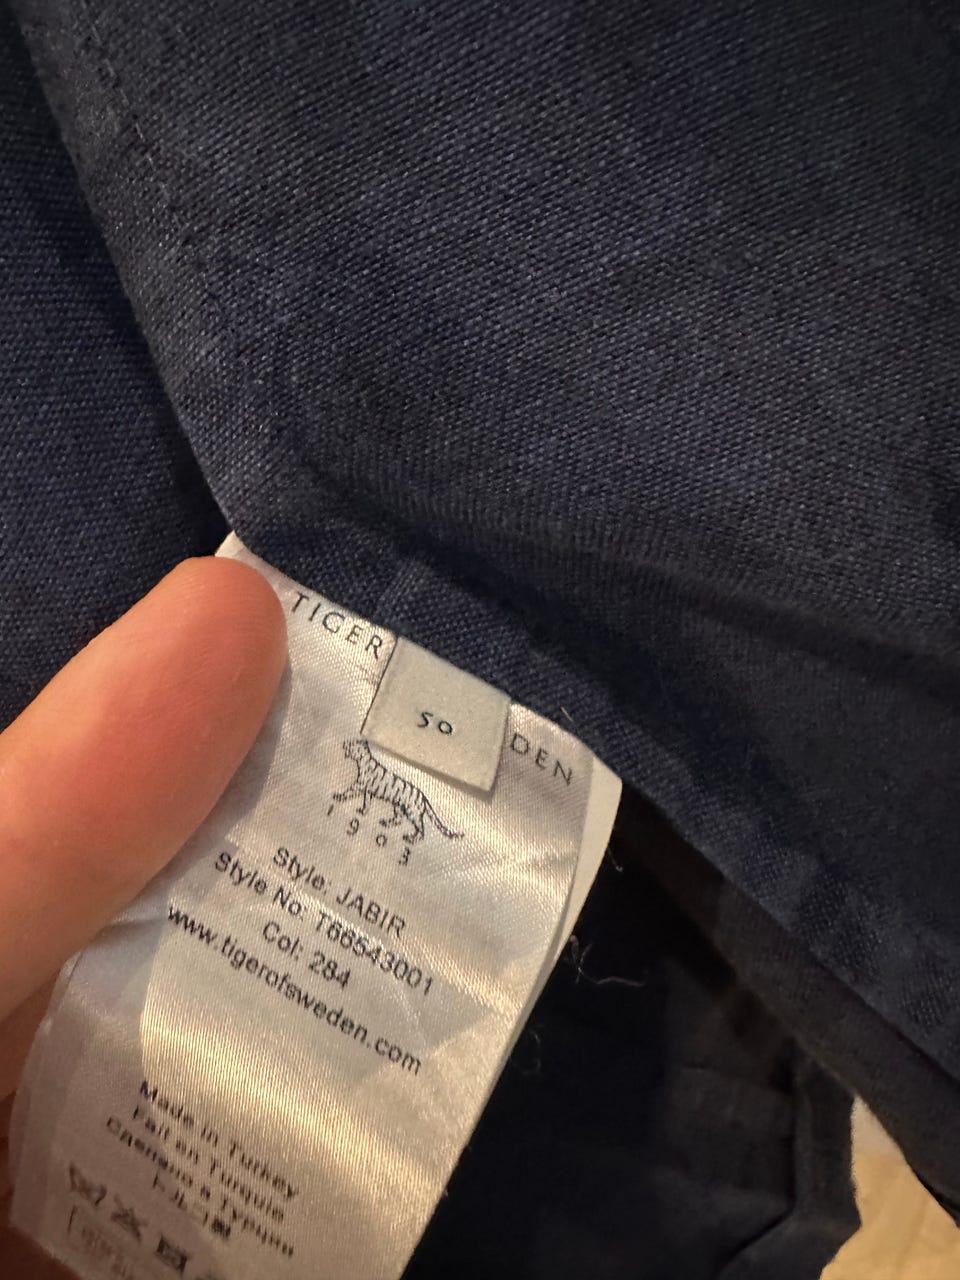 TIGER
DEN
50
1903
Style: JABIR
Style No: T66543001
Col: 284
www.tigerofsweden.com
Made in Turkey
Fait en Turquie
Сделано в Турции